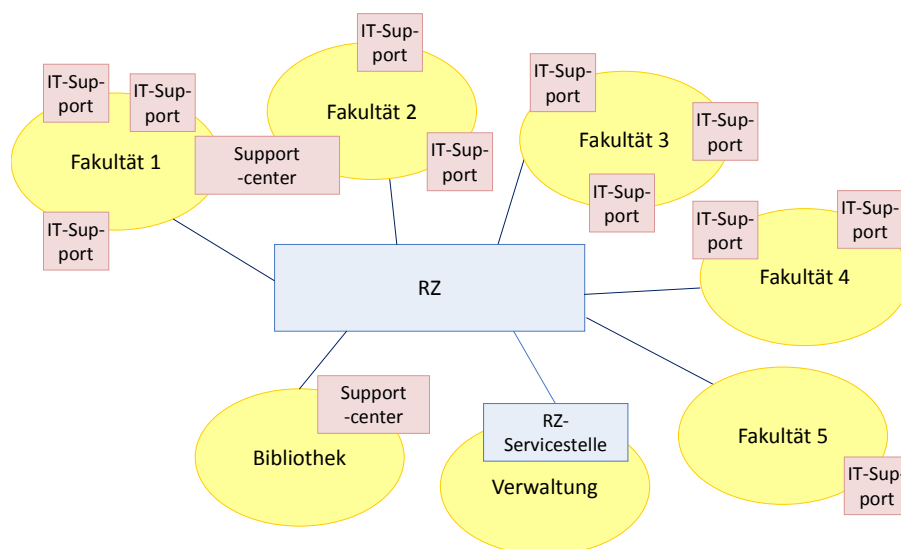 IT-Sup-
port
IT-Sup-
port
IT-Sup-
port
Fakultät 1
IT-Sup-
port
Support
-center
Fakultät 2
IT-Sup-
port
IT-Sup-
port
Fakultät 3
IT-Sup-
port
IT-Sup-
port
IT-Sup-
port
IT-Sup-
port
Fakultät 4
RZ
Support
-center
Bibliothek
RZ-
Servicestelle
Verwaltung
Fakultät 5
IT-Sup-
port